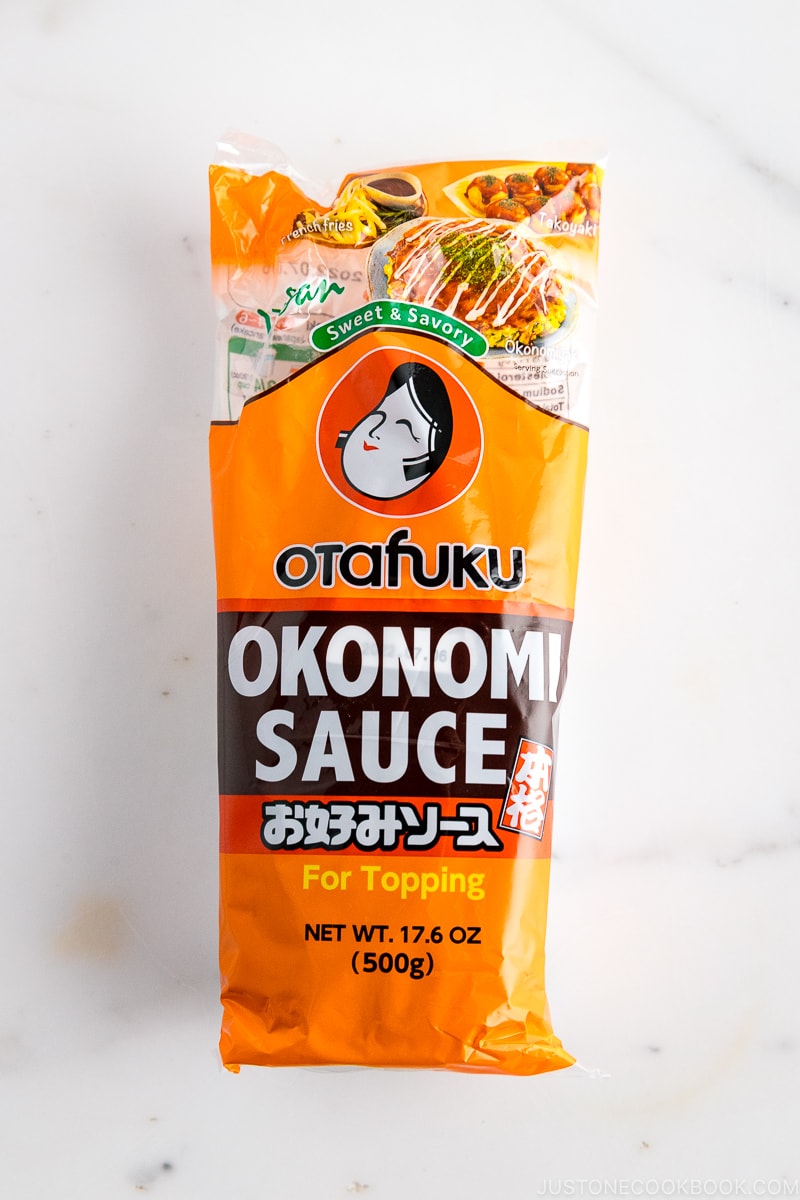 French fries
Takoyaki
Sweet & Savory
Okonomiyaki
OTAFUKU
OKONOMI
SAUCE
本格
お好みソース
For Topping
NET WT. 17.6 OZ
(500g)
JUSTONECOOKBOOK.COM